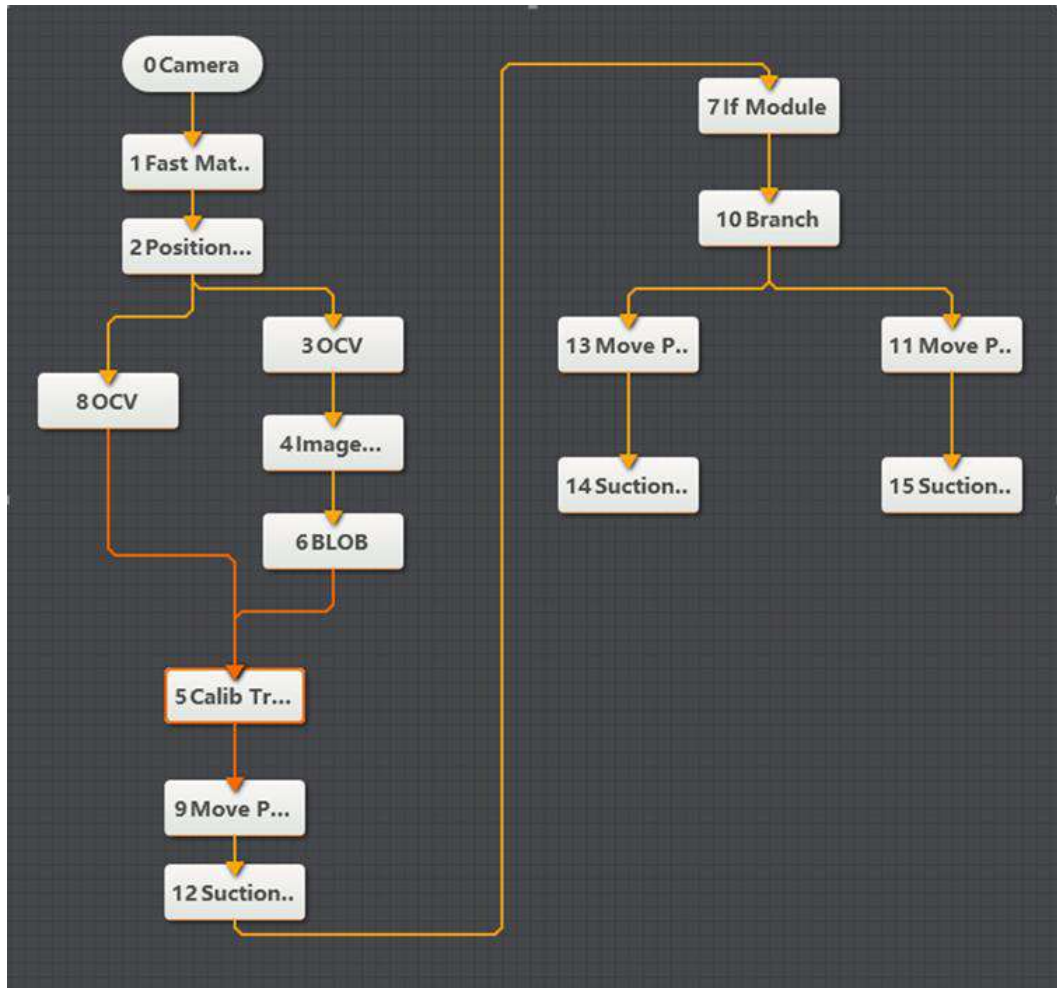 0 Camera
7 If Module
1 Fast Mat..
10 Branch
2 Position...
3 OCV
13 Move P..
11 Move P..
8 OCV
4 Image...
14 Suction..
15 Suction..
6 BLOB
5 Calib Tr...
9 Move P...
12 Suction..